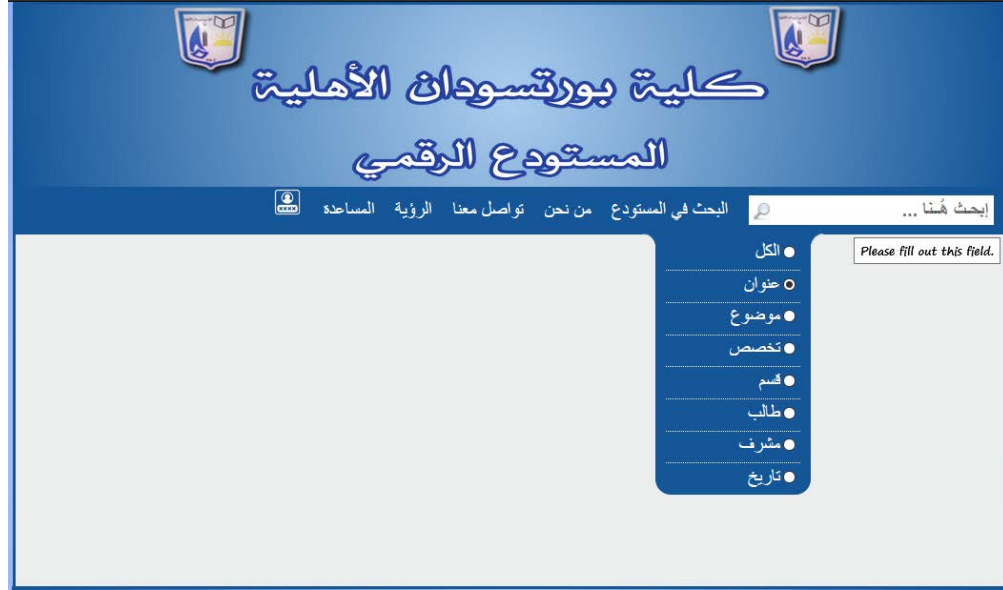 كلية بورتسودان الأهلية
المستودع الرقمي
إبحث هُنا ...
البحث في المستودع
من نحن
تواصل معنا
الرؤية
المساعدة
Please fill out this field.
الكل
عنوان
موضوع
تخصص
قسم
طالب
مشرف
تاريخ